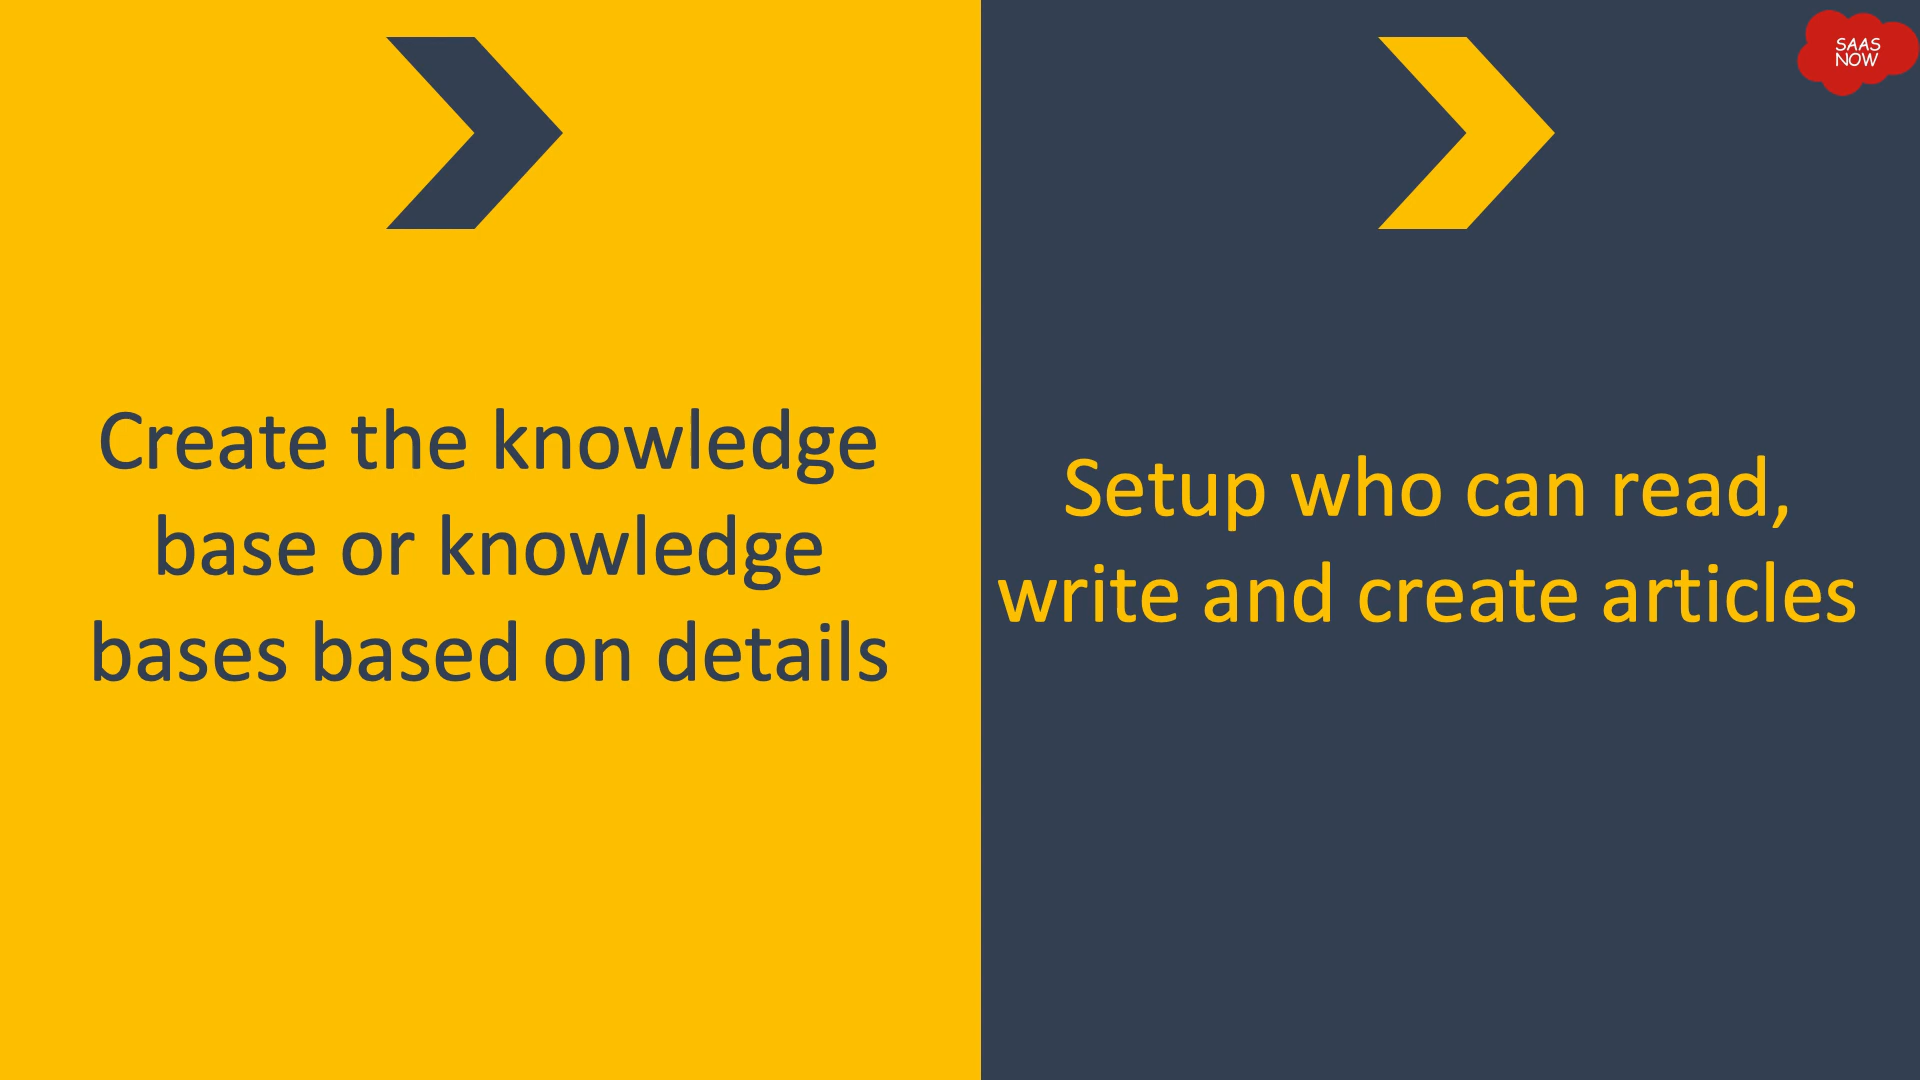 Create the knowledge
base or knowledge
bases based on details
Setup who can read,
write and create articles
SAAS
NOW